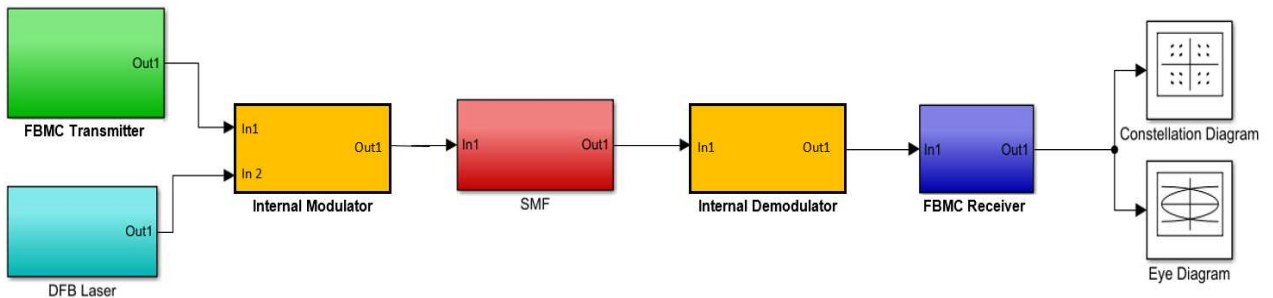 Out1
FBMC Transmitter
Out1
DFB Laser
In1
In 2
Out1
Internal Modulator
In1
Out1
SMF
In1
Out1
Internal Demodulator
In1
Out1
FBMC Receiver
Constellation Diagram
Eye Diagram